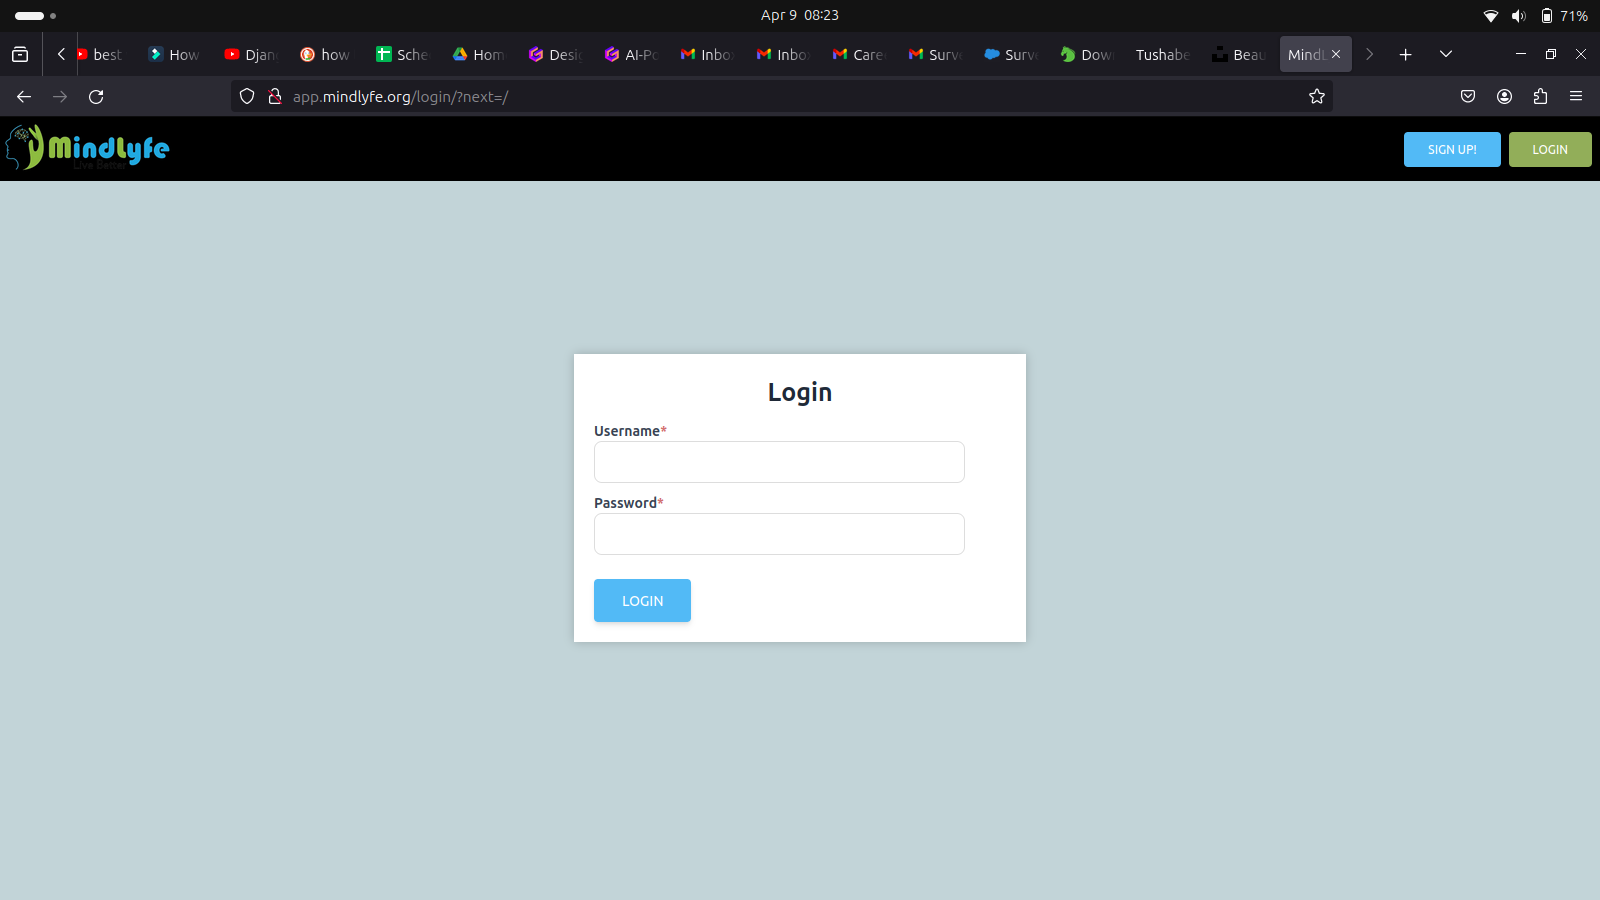 Apr 9 08:23
71%
best
How
Djan
how
Sche
Hom
Desi
AI-Po
Inbo
Inbo
Care
Surv
Surv
Dow
Tushabe
Beau
MindL
app.mindlyfe.org/login/?next=/
MindLyfe
Live Better
SIGN UP!
LOGIN
Login
Username*
Password*
LOGIN